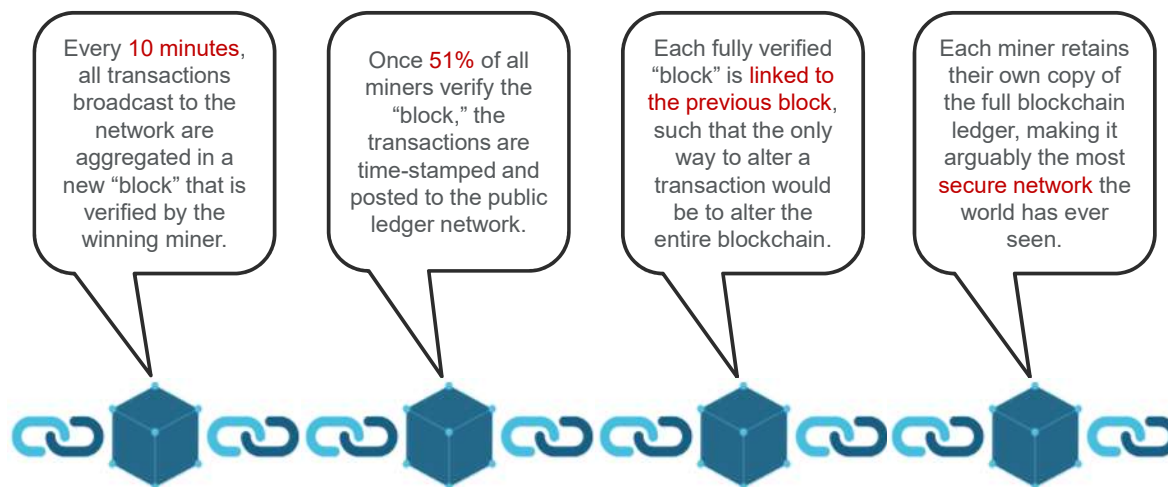 Every 10 minutes,
all transactions
broadcast to the
network are
aggregated in a
new “block” that is
verified by the
winning miner.
Once 51% of all
miners verify the
“block,” the
transactions are
time-stamped and
posted to the public
ledger network.
Each fully verified
“block” is linked to
the previous block,
such that the only
way to alter a
transaction would
be to alter the
entire blockchain.
Each miner retains
their own copy of
the full blockchain
ledger, making it
arguably the most
secure network the
world has ever
seen.